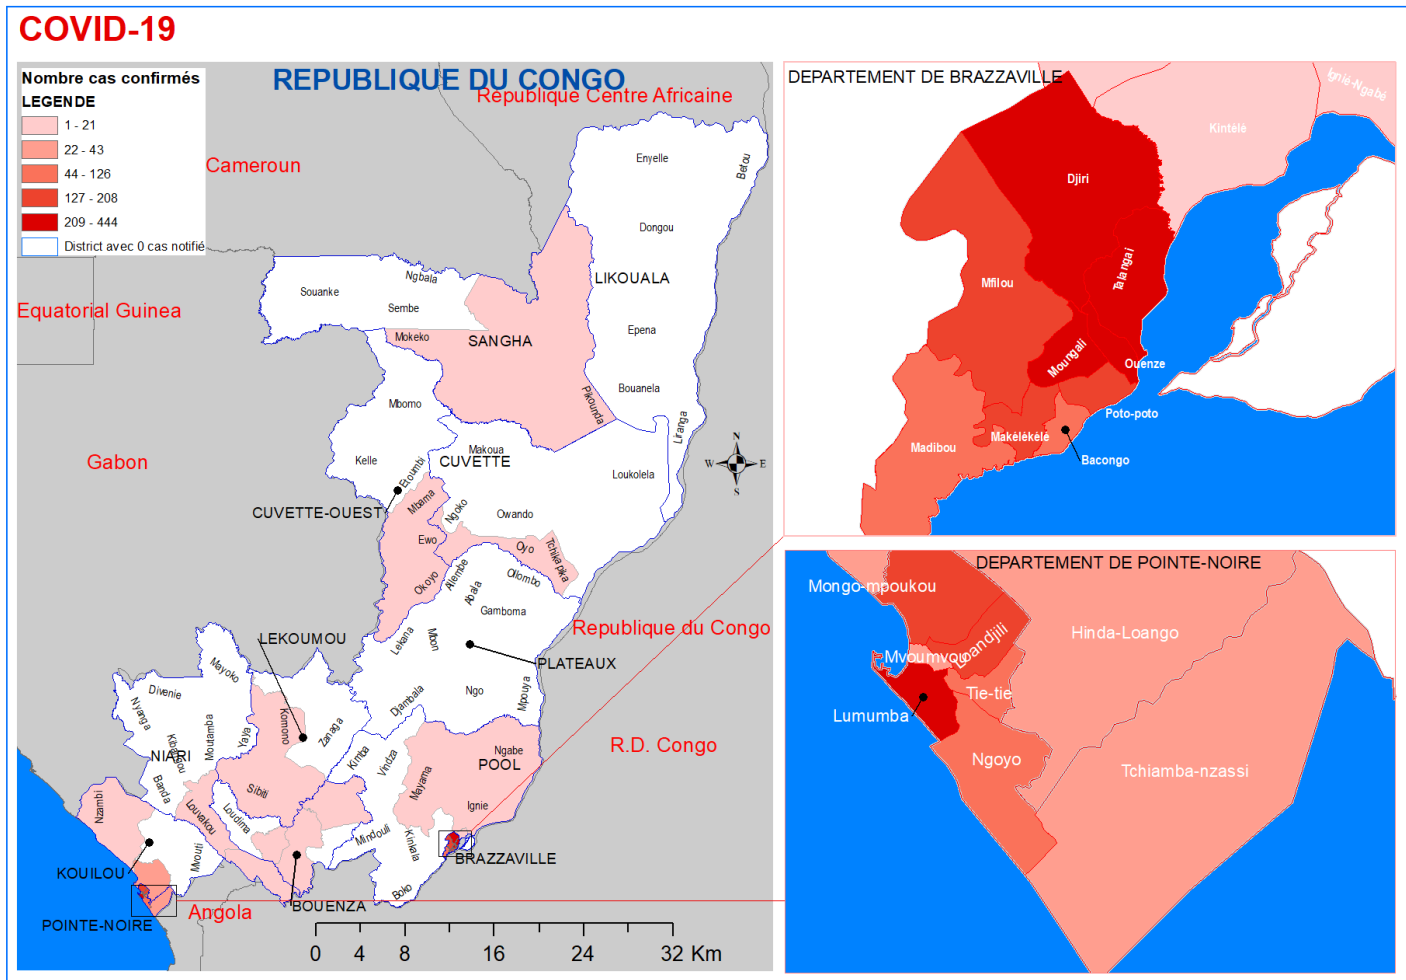 COVID-19
Nombre cas confirmés
LEGENDE
1 - 21
22 - 43
44 - 126
127 - 208
209 - 444
District avec 0 cas notifié
REPUBLIQUE DU CONGO
Republique Centre Africaine
Cameroun
Equatorial Guinea
Gabon
Republique du Congo
R.D. Congo
Angola
Enyelle
Betou
Dongou
LIKOUALA
Ngbala
Souanke
Sembe
Mokeko
SANGHA
Epena
Bouanela
Pikounda
Liranga
Mbomo
Makoua
CUVETTE
Kelle
Etoumbi
Loukolela
Mbama
CUVETTE-OUEST
Ngoko
Owando
Ewo
Oyo
Tchikapika
Okoyo
Allembe
Abala
Ollombo
Gamboma
LEKOUMOU
Lekana
Mbon
PLATEAUX
Mayoko
Divenie
Nyanga
Kibangou
Moutamba
Yaya
Komono
Zanaga
Djambala
Ngo
Mpouya
NIARI
Banda
Kimba
Vindza
Ngabe
POOL
Mayama
Nzambi
Louvakou
Sibiti
Loudima
Ignie
Mindouli
Kinkala
Mvouti
KOUILOU
BRAZZAVILLE
Boko
BOUENZA
POINTE-NOIRE
N
W
E
S
0 4 8 16 24 32 Km
DEPARTEMENT DE BRAZZAVILLE
Ignié-Ngabé
Kintélé
Djiri
Talangai
Mfilou
Moungali
Ouenze
Poto-poto
Makélékélé
Madibou
Bacongo
DEPARTEMENT DE POINTE-NOIRE
Mongo-mpoukou
Hinda-Loango
Loandjili
Mvoumvou
Tie-tie
Lumumba
Ngoyo
Tchiamba-nzassi